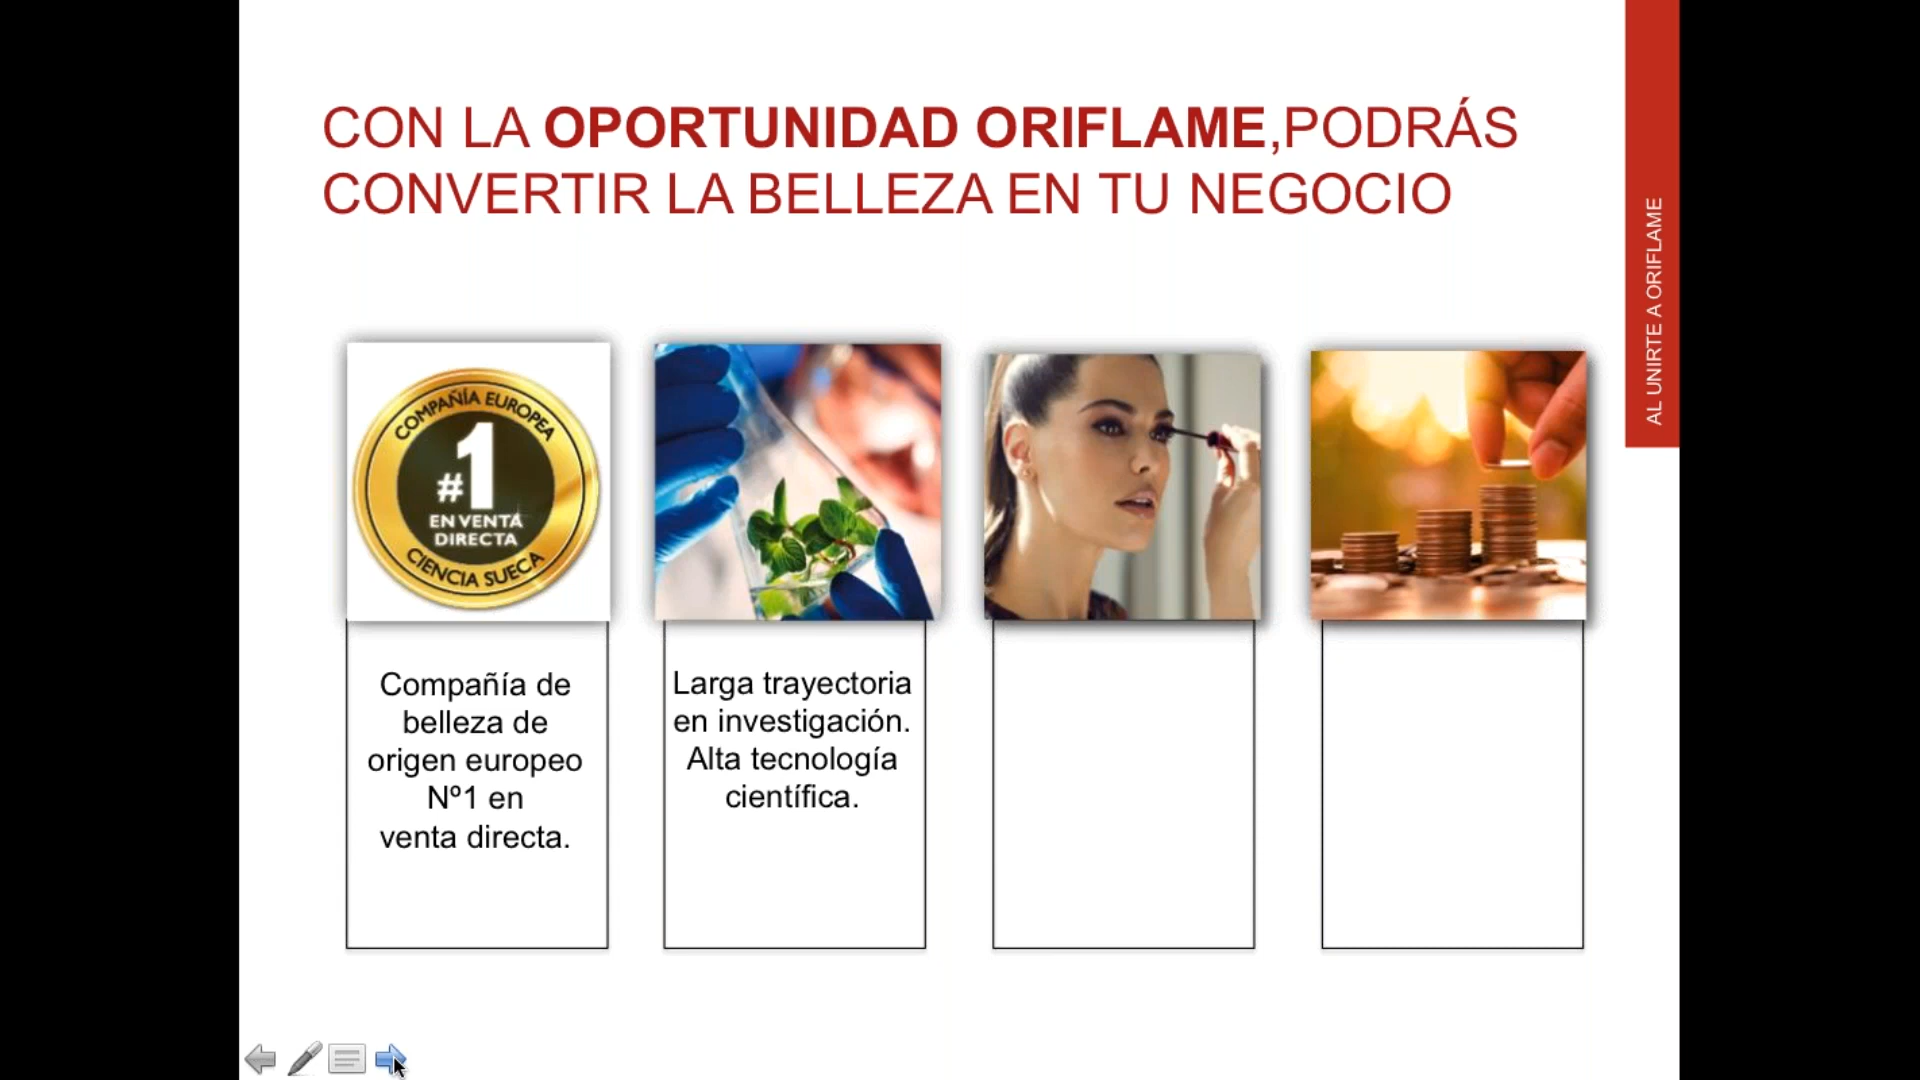 CON LA OPORTUNIDAD ORIFLAME,PODRÁS
CONVERTIR LA BELLEZA EN TU NEGOCIO
AL UNIRTE A ORIFLAME
COMPAÑÍA EUROPEA
#1
EN VENTA
DIRECTA
CIENCIA SUECA
Compañía de
belleza de
origen europeo
Nº1 en
venta directa.
Larga trayectoria
en investigación.
Alta tecnología
científica.